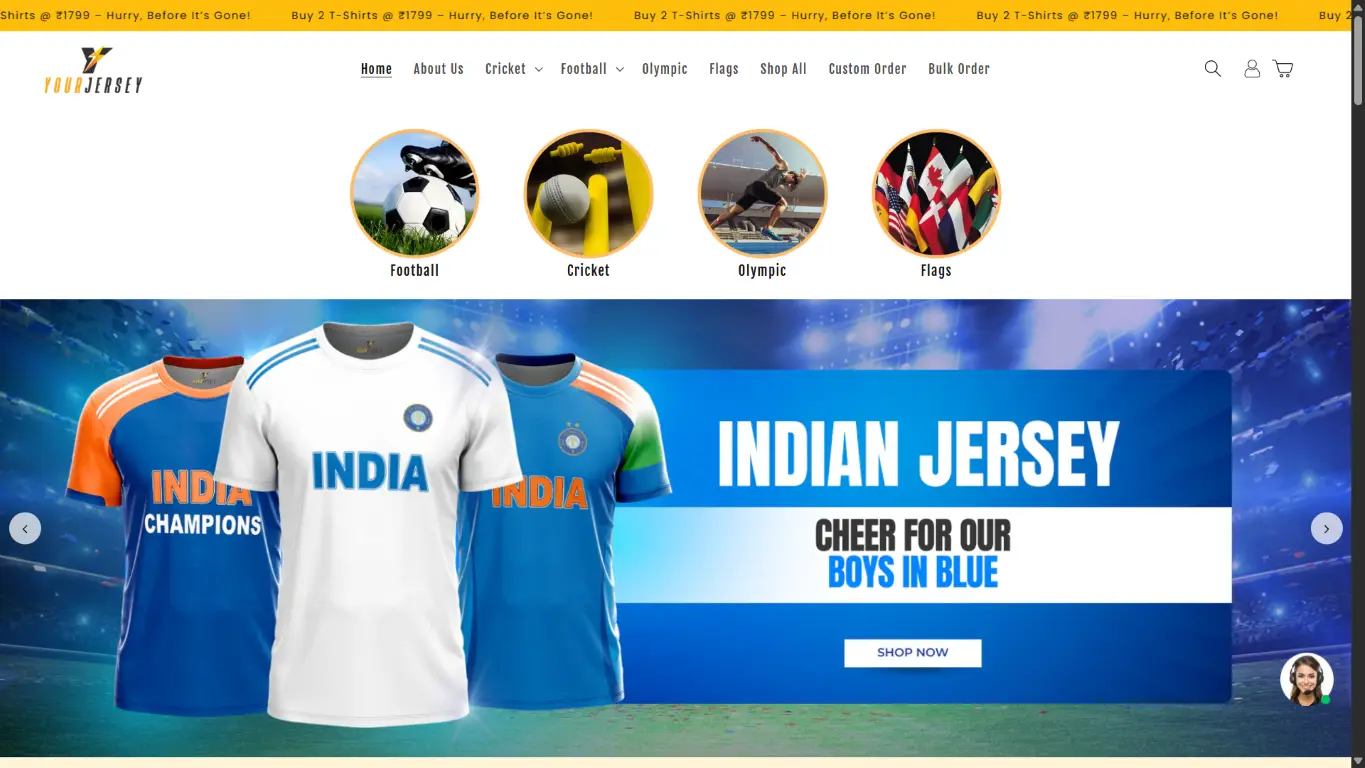 Shirts @ ₹1799 – Hurry, Before It's Gone! Buy 2 T-Shirts @ ₹1799 – Hurry, Before It's Gone! Buy 2 T-Shirts @ ₹1799 – Hurry, Before It's Gone! Buy 2 T-Shirts @ ₹1799 – Hurry, Before It's Gone! Buy 2
YOURJERSEY
Home About Us Cricket Football Olympic Flags Shop All Custom Order Bulk Order
Football Cricket Olympic Flags
INDIA
CHAMPIONS
INDIA
INDIA
INDIAN JERSEY
CHEER FOR OUR
BOYS IN BLUE
SHOP NOW